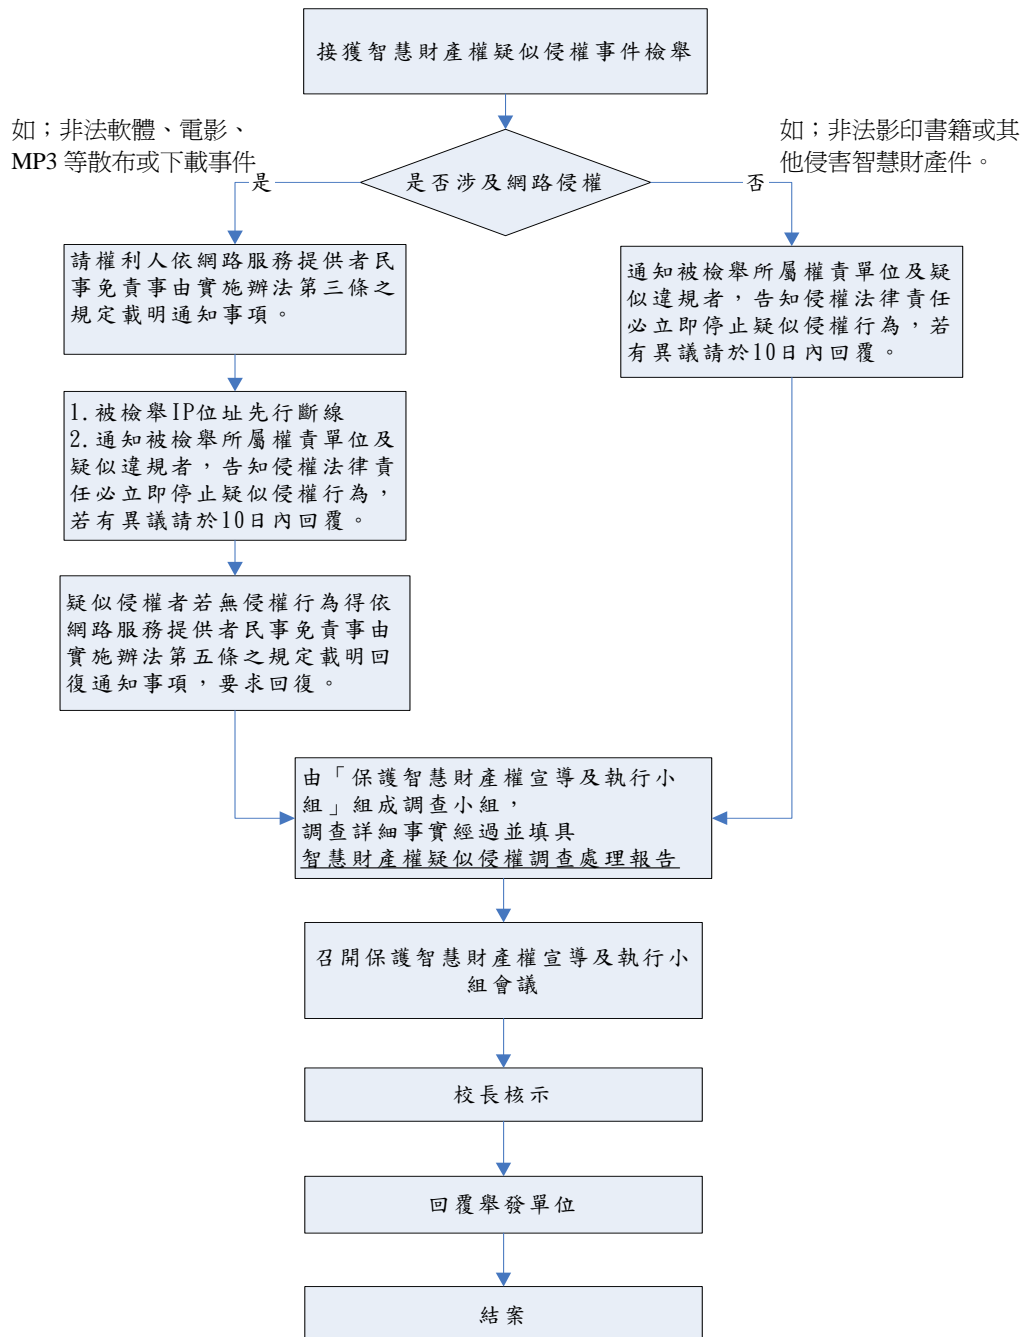 接獲智慧財產權疑似侵權事件檢舉
如；非法軟體、電影、
MP3 等散布或下載事件
如；非法影印書籍或其
他侵害智慧財產件。
是否涉及網路侵權
是
否
請權利人依網路服務提供者民
事免責事由實施辦法第三條之
規定載明通知事項。
通知被檢舉所屬權責單位及疑
似違規者，告知侵權法律責任
必立即停止疑似侵權行為，若
有異議請於10日內回覆。
1.被檢舉IP位址先行斷線
2.通知被檢舉所屬權責單位及
疑似違規者，告知侵權法律責
任必立即停止疑似侵權行為，
若有異議請於10日內回覆。
疑似侵權者若無侵權行為得依
網路服務提供者民事免責事由
實施辦法第五條之規定載明回
復通知事項，要求回復。
由「保護智慧財產權宣導及執行小
組」組成調查小組，
調查詳細事實經過並填具
智慧財產權疑似侵權調查處理報告
召開保護智慧財產權宣導及執行小
組會議
校長核示
回覆舉發單位
結案